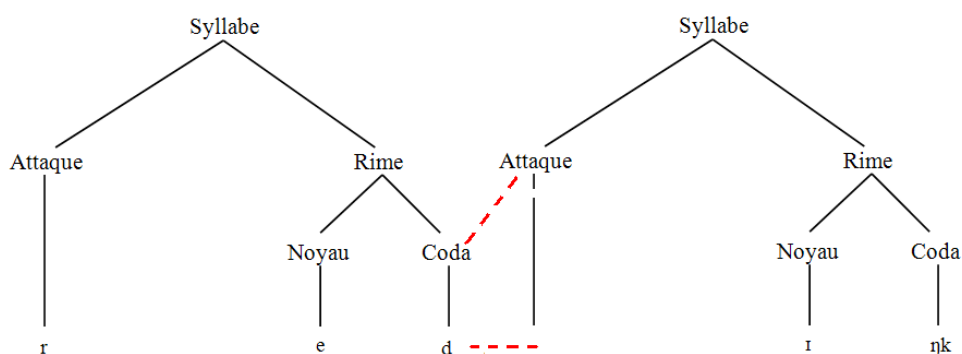 Syllabe Syllabe
Attaque Rime Attaque Rime
Noyau Coda Noyau Coda
r e d ɪ ŋk